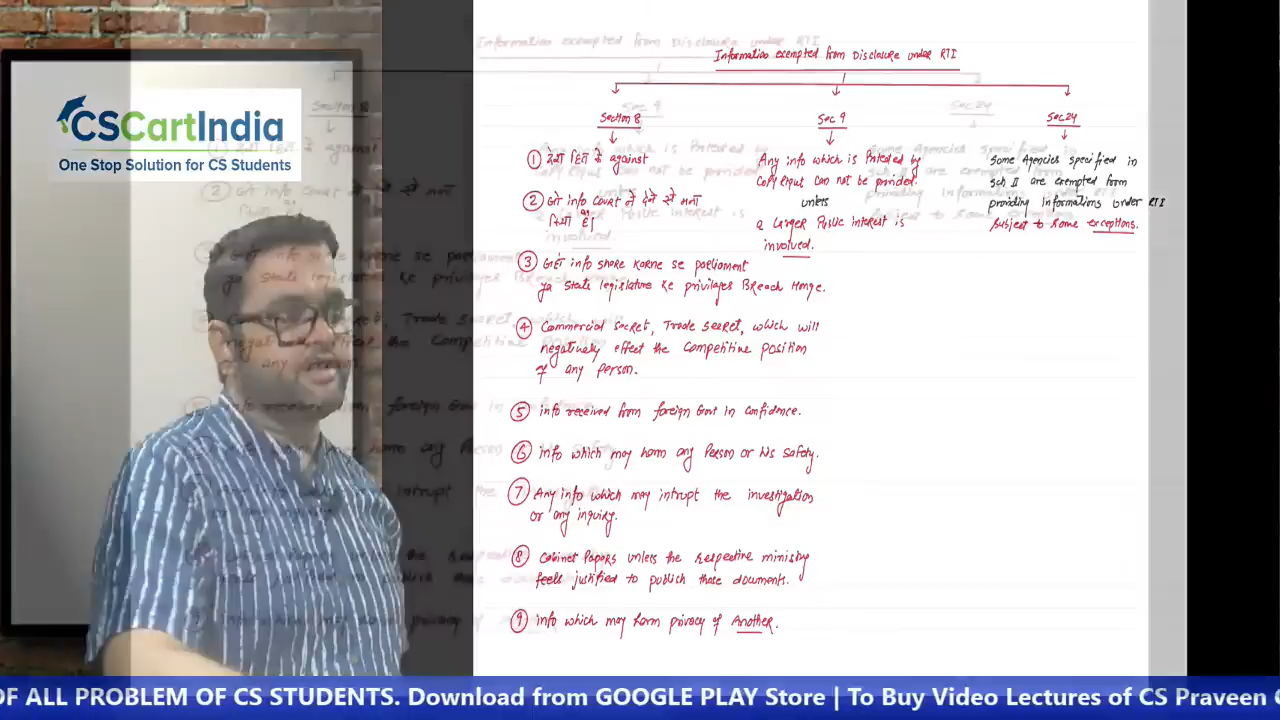 CSCartIndia
One Stop Solution for CS Students
Information exempted from Disclosure under RTI
Section 8
① देश हित के against
② जो info court ने देने से मना
किया है।
③ जो info share karne se parliament
ya state legislature ke privilages Breach Honge.
④ Commercial secret, Trade secret, which will
negatively effect the competitive position
of any person.
⑤ info received from foreign Govt in confidence.
⑥ info which may harm any Person or his safety.
⑦ Any info which may intrupt the investigation
or any inquiry.
⑧ Cabinet Papers unless the respective ministry
feels justified to publish those documents.
⑨ info which may harm privacy of Another.
Sec 9
Any info which is Proteted by
copyright can not be provided.
unless
a Larger Public interest is
involved.
Sec 24
Some Agencies specified in
sch II are exempted from
providing informations under RTI
subject to some exceptions.
OF ALL PROBLEM OF CS STUDENTS. Download from GOOGLE PLAY Store | To Buy Video Lectures of CS Praveen